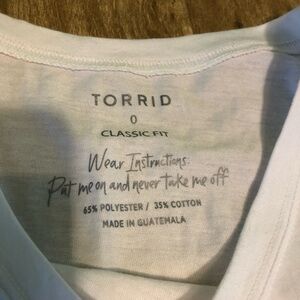 TORRID
0
CLASSIC FIT
Wear Instructions:
Put me on and never take me off
65% POLYESTER / 35% COTTON
MADE IN GUATEMALA